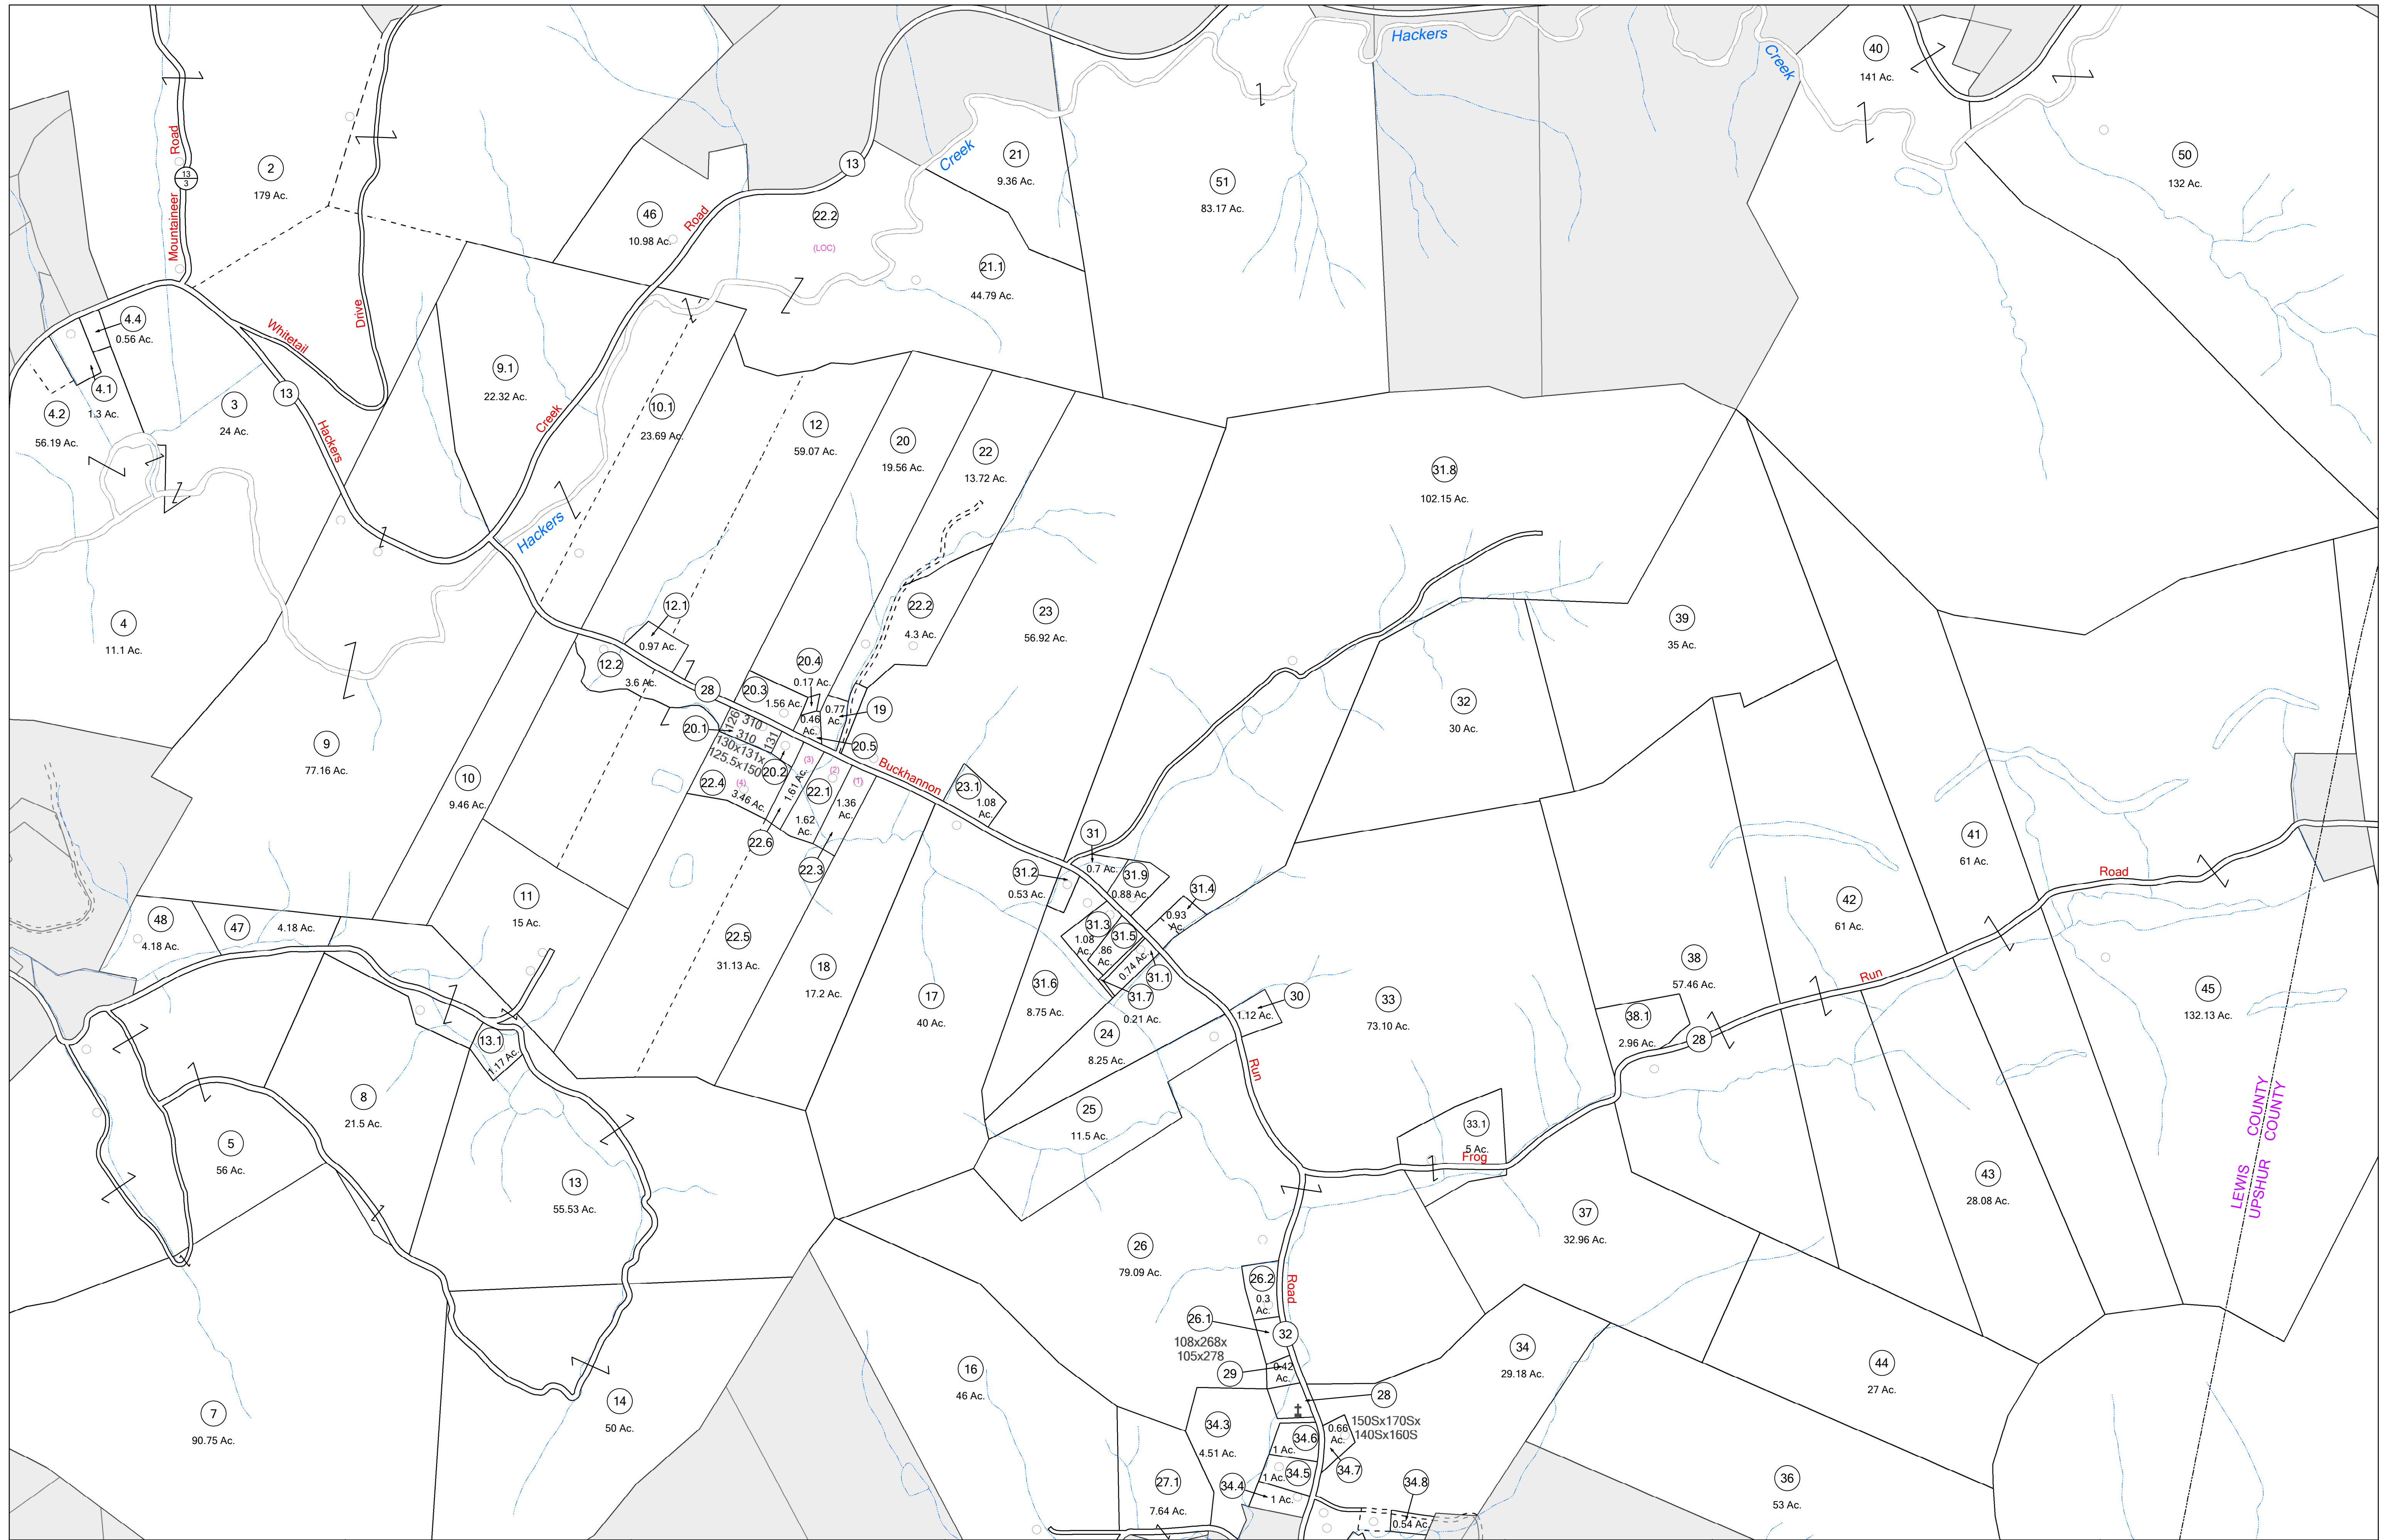 Hackers
Creek
40
141 Ac.
Road
13
3
Mountaineer
2
179 Ac.
13
Creek
21
9.36 Ac.
50
132 Ac.
51
83.17 Ac.
46
10.98 Ac.
Road
22.2
(LOC)
21.1
44.79 Ac.
4.4
0.56 Ac.
Whitetail
Drive
4.1
1.3 Ac.
4.2
56.19 Ac.
3
24 Ac.
13
Hackers
9.1
22.32 Ac.
Creek
10.1
23.69 Ac.
12
59.07 Ac.
20
19.56 Ac.
22
13.72 Ac.
31.8
102.15 Ac.
Hackers
4
11.1 Ac.
12.1
0.97 Ac.
12.2
3.6 Ac.
22.2
4.3 Ac.
23
56.92 Ac.
39
35 Ac.
32
30 Ac.
28
20.3
1.56 Ac.
20.4
0.17 Ac.
0.46
Ac.
0.77
Ac.
19
20.5
20.1
126
310
310
131
130x131x
125.5x150
20.2
22.4
(4)
3.46 Ac.
(3)
1.61 Ac.
(2)
22.1
1.62
Ac.
(1)
1.36
Ac.
22.6
22.3
Buckhannon
23.1
1.08
Ac.
9
77.16 Ac.
10
9.46 Ac.
11
15 Ac.
48
4.18 Ac.
47
4.18 Ac.
22.5
31.13 Ac.
18
17.2 Ac.
17
40 Ac.
31
0.7 Ac.
31.2
0.53 Ac.
31.9
0.88 Ac.
31.4
0.93
Ac.
31.3
1.08
Ac.
31.5
.86
Ac.
0.74 Ac.
31.1
31.7
0.21 Ac.
31.6
8.75 Ac.
24
8.25 Ac.
30
1.12 Ac.
33
73.10 Ac.
41
61 Ac.
42
61 Ac.
Road
Run
38
57.46 Ac.
38.1
2.96 Ac.
28
45
132.13 Ac.
13.1
1.17 Ac.
8
21.5 Ac.
5
56 Ac.
13
55.53 Ac.
25
11.5 Ac.
Run
33.1
5 Ac.
Frog
37
32.96 Ac.
43
28.08 Ac.
LEWIS COUNTY
UPSHUR COUNTY
26
79.09 Ac.
26.2
0.3
Ac.
Road
26.1
108x268x
105x278
32
29
0.42
Ac.
28
150Sx170Sx
140Sx160S
34
29.18 Ac.
44
27 Ac.
7
90.75 Ac.
14
50 Ac.
16
46 Ac.
34.3
4.51 Ac.
34.6
1 Ac.
0.66
Ac.
34.7
34.5
1 Ac.
34.4
1 Ac.
27.1
7.64 Ac.
34.8
0.54 Ac.
36
53 Ac.